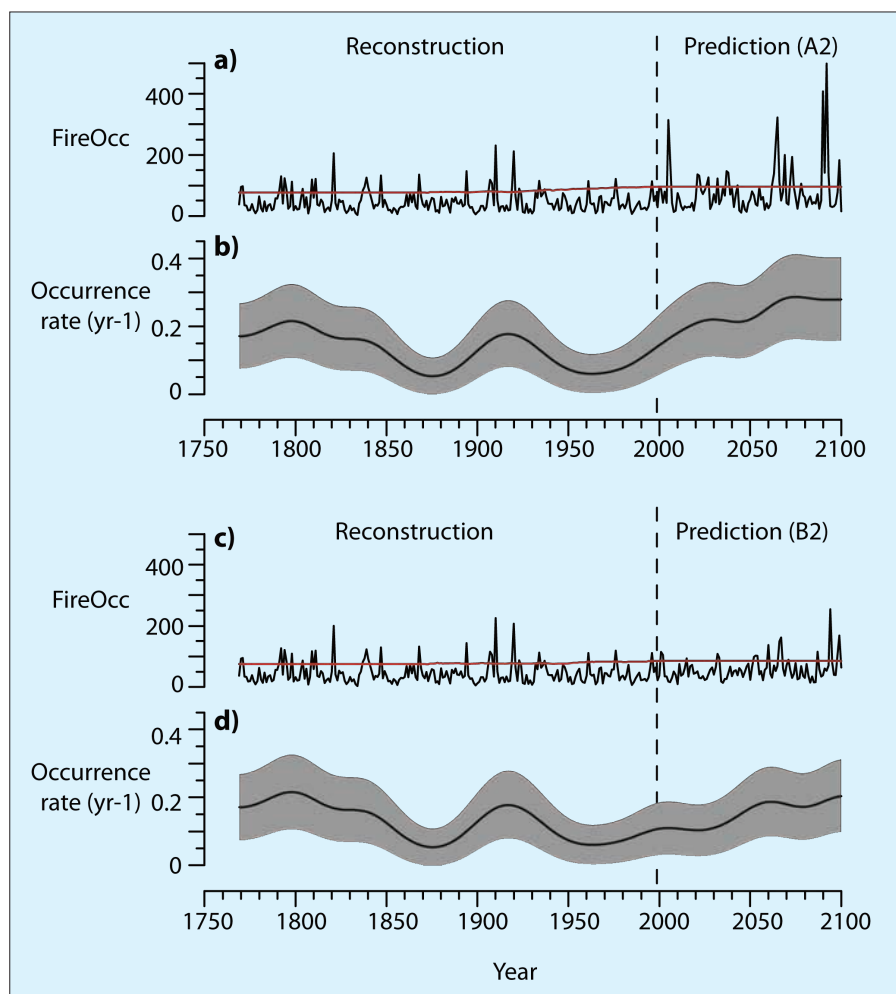 Reconstruction Prediction (A2)
a)
400
FireOcc
200
0
b)
0.4
Occurrence
rate (yr-1)
0.2
0
1750 1800 1850 1900 1950 2000 2050 2100
Reconstruction Prediction (B2)
c)
400
FireOcc
200
0
d)
0.4
Occurrence
rate (yr-1) 0.2
0
1750 1800 1850 1900 1950 2000 2050 2100
Year